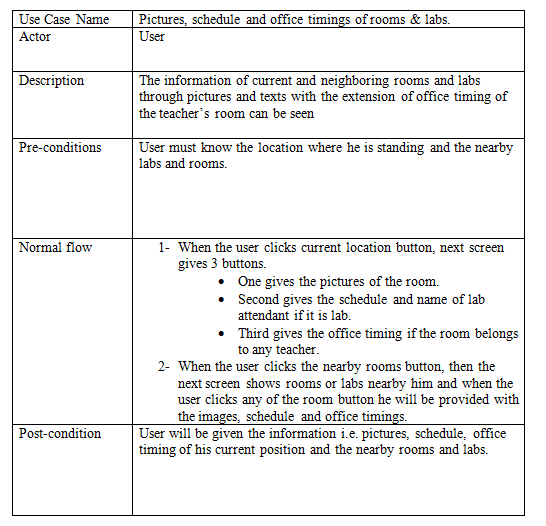 Use Case Name Pictures, schedule and office timings of rooms & labs.
Actor User
Description The information of current and neighboring rooms and labs
through pictures and texts with the extension of office timing of
the teacher's room can be seen
Pre-conditions User must know the location where he is standing and the nearby
labs and rooms.
Normal flow 1- When the user clicks current location button, next screen
gives 3 buttons.
• One gives the pictures of the room.
• Second gives the schedule and name of lab
attendant if it is lab.
• Third gives the office timing if the room belongs
to any teacher.
2- When the user clicks the nearby rooms button, then the
next screen shows rooms or labs nearby him and when the
user clicks any of the room button he will be provided with
the images, schedule and office timings.
Post-condition User will be given the information i.e. pictures, schedule, office
timing of his current position and the nearby rooms and labs.